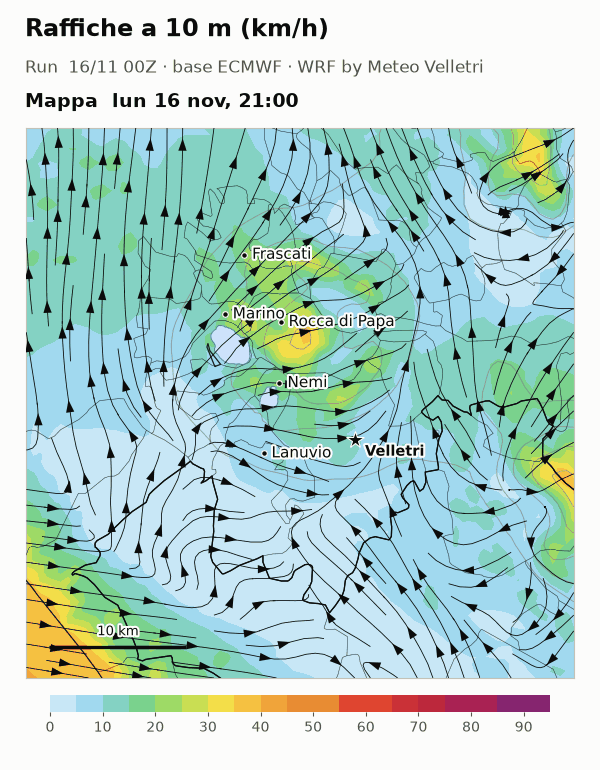 Raffiche a 10 m (km/h)
Run  16/11 00Z · base ECMWF · WRF by Meteo Velletri
Mappa  lun 16 nov, 21:00
Frascati
Marino
Rocca di Papa
Nemi
Velletri
Lanuvio
10 km
0 10 20 30 40 50 60 70 80 90